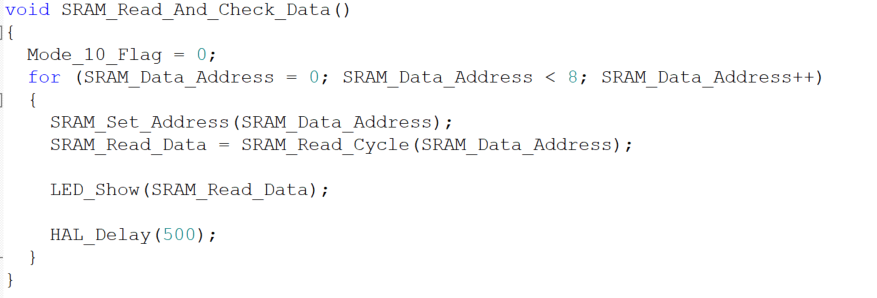 void SRAM_Read_And_Check_Data()
{
  Mode_10_Flag = 0;
  for (SRAM_Data_Address = 0; SRAM_Data_Address < 8; SRAM_Data_Address++)
  {
    SRAM_Set_Address(SRAM_Data_Address);
    SRAM_Read_Data = SRAM_Read_Cycle(SRAM_Data_Address);

    LED_Show(SRAM_Read_Data);

    HAL_Delay(500);
  }
}